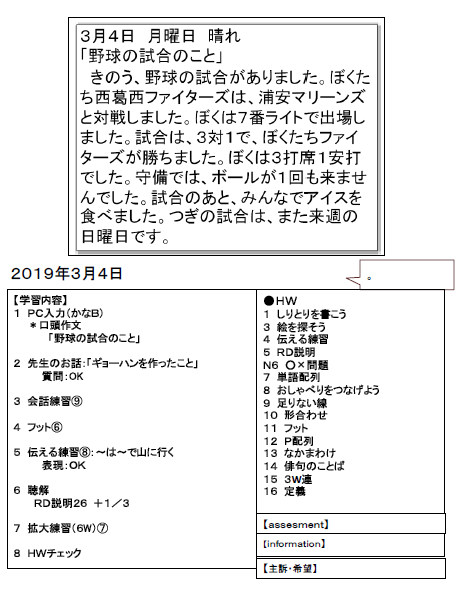 3月4日　月曜日　晴れ
「野球の試合のこと」
　きのう、野球の試合がありました。ぼくた
ち西葛西ファイターズは、浦安マリーンズ
と対戦しました。ぼくは7番ライトで出場し
ました。試合は、3対1で、ぼくたちファイ
ターズが勝ちました。ぼくは3打席1安打
でした。守備では、ボールが1回も来ませ
んでした。試合のあと、みんなでアイスを
食べました。つぎの試合は、また来週の
日曜日です。
2019年3月4日
。
【学習内容】
1　PC入力(かなB)
＊口頭作文
「野球の試合のこと」
2　先生のお話：「ギョーハンを作ったこと」
質問：OK
3　会話練習⑨
4　フット⑥
5　伝える練習⑧：～は～で山に行く
表現：OK
6　聴解
RD説明26　＋1／3
7　拡大練習(6W)⑦
8　HWチェック
●HW
1　しりとりを書こう
3　絵を探そう
4　伝える練習
5　RD説明
N6　〇×問題
7　単語配列
8　おしゃべりをつなげよう
9　足りない線
10　形合わせ
11　フット
12　P配列
13　なかまわけ
14　俳句のことば
15　3W連
16　定義
【assesment】
【information】
【主訴・希望】